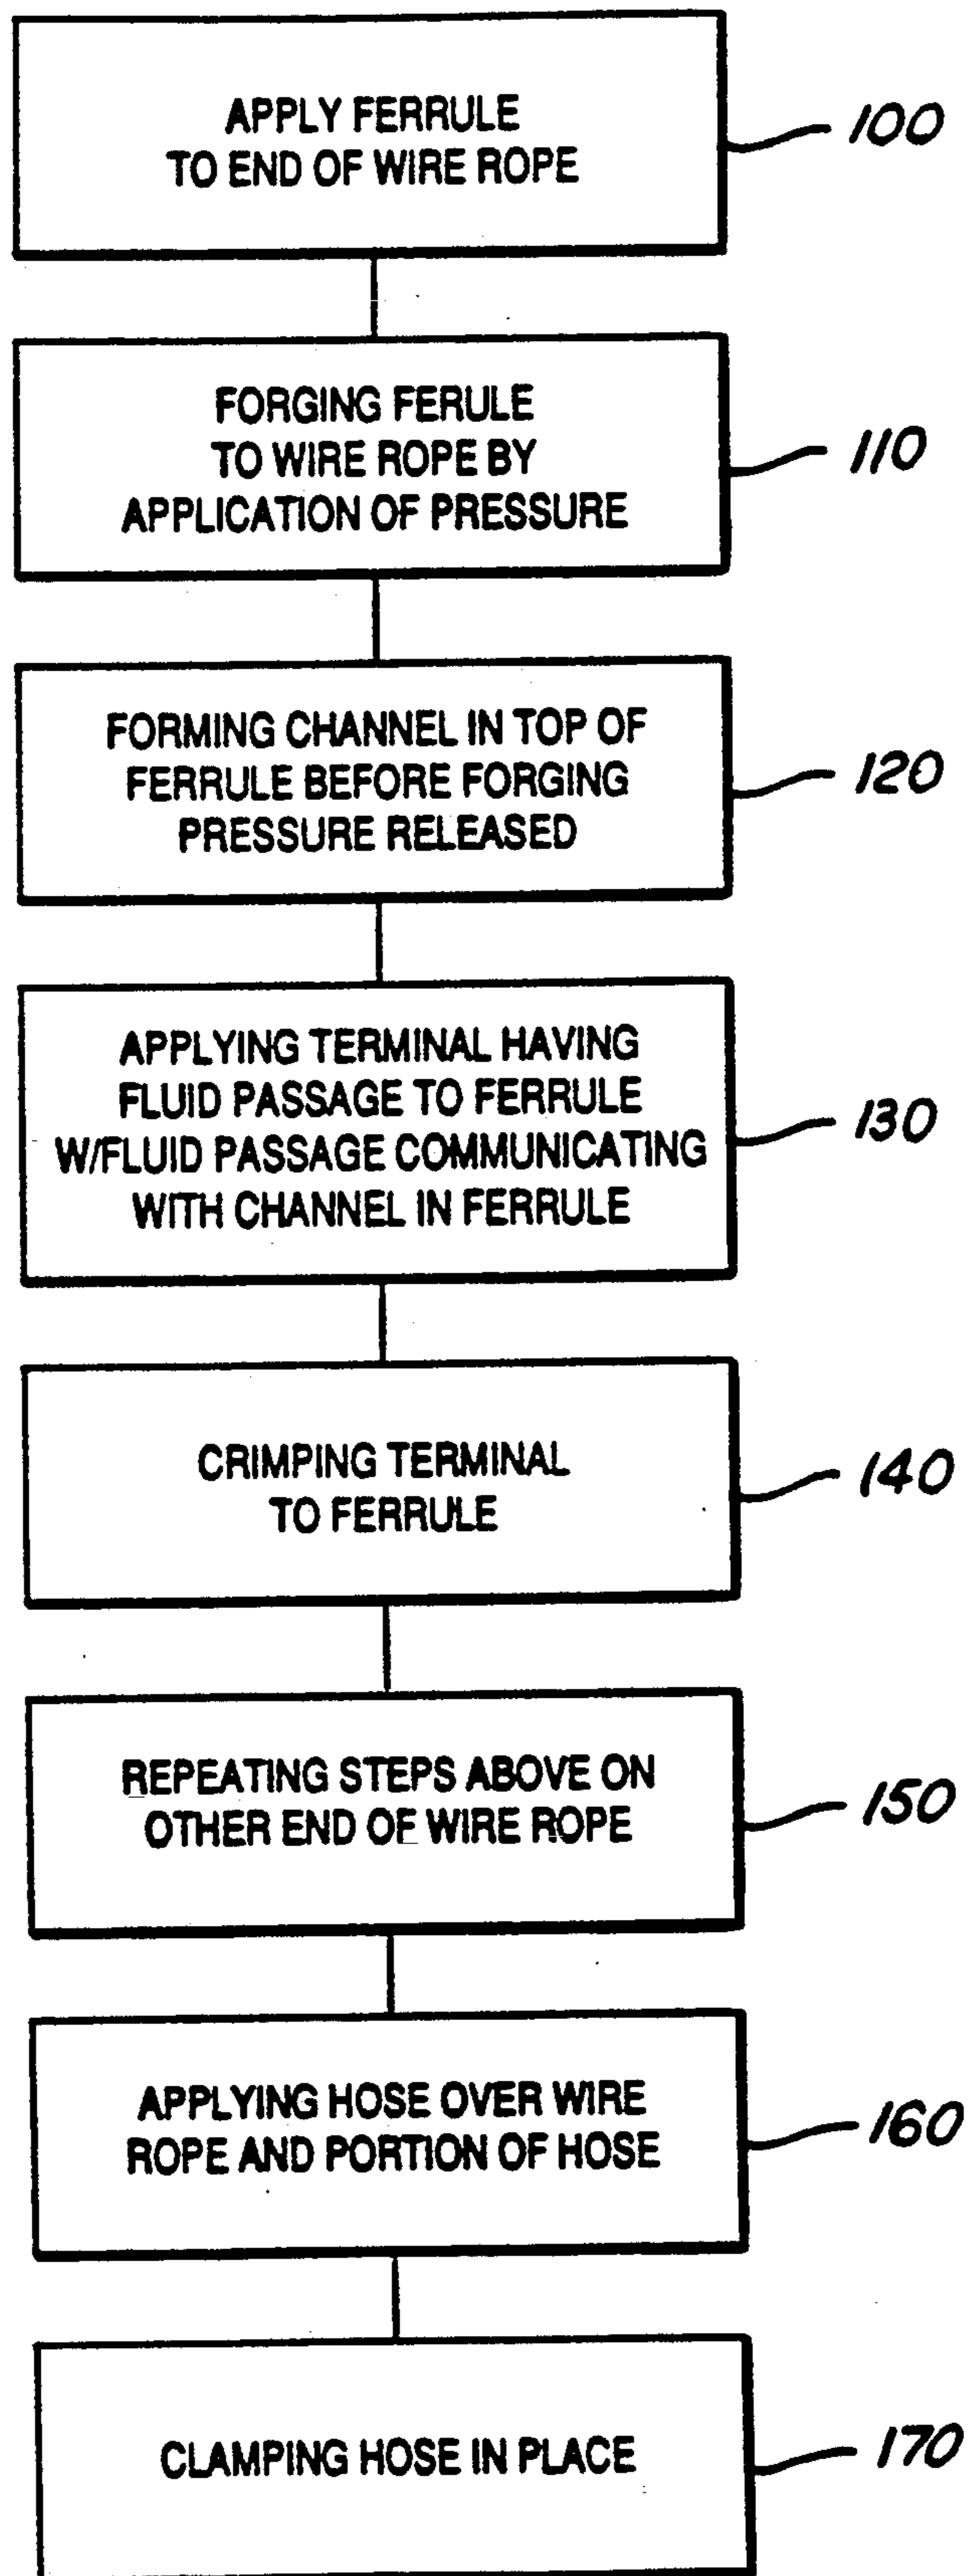 APPLY FERRULE
TO END OF WIRE ROPE
100
FORGING FERULE
TO WIRE ROPE BY
APPLICATION OF PRESSURE
110
FORMING CHANNEL IN TOP OF
FERRULE BEFORE FORGING
PRESSURE RELEASED
120
APPLYING TERMINAL HAVING
FLUID PASSAGE TO FERRULE
W/FLUID PASSAGE COMMUNICATING
WITH CHANNEL IN FERRULE
130
CRIMPING TERMINAL
TO FERRULE
140
REPEATING STEPS ABOVE ON
OTHER END OF WIRE ROPE
150
APPLYING HOSE OVER WIRE
ROPE AND PORTION OF HOSE
160
CLAMPING HOSE IN PLACE
170